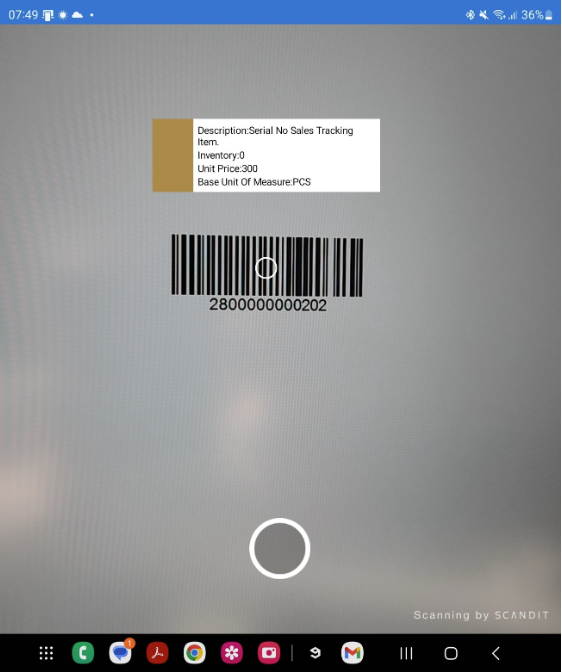 07:49
36%
Description:Serial No Sales Tracking
Item.
Inventory:0
Unit Price:300
Base Unit Of Measure:PCS
2800000000202
Scanning by SCANDIT
1